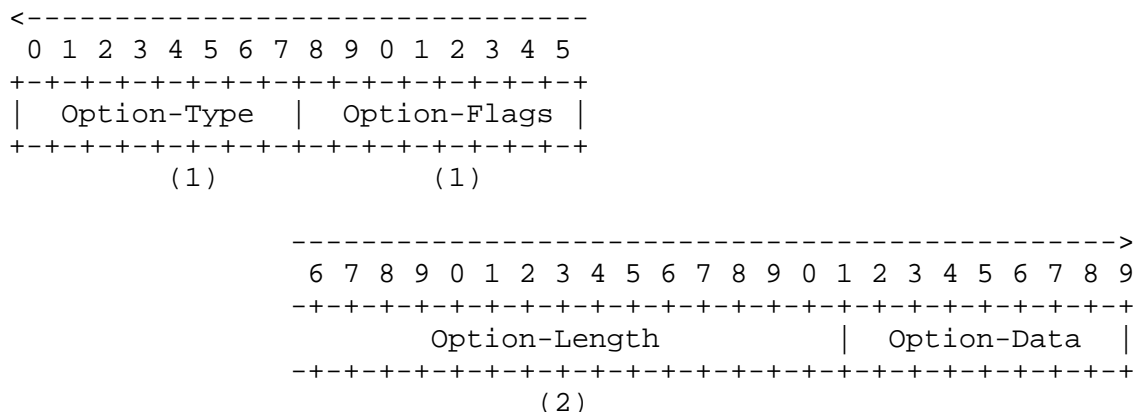 <---------------------------------
 0 1 2 3 4 5 6 7 8 9 0 1 2 3 4 5
+-+-+-+-+-+-+-+-+-+-+-+-+-+-+-+-+
|  Option-Type  |  Option-Flags |
+-+-+-+-+-+-+-+-+-+-+-+-+-+-+-+-+
         (1)            (1)
                ----------------------------------------------->
                 6 7 8 9 0 1 2 3 4 5 6 7 8 9 0 1 2 3 4 5 6 7 8 9
                -+-+-+-+-+-+-+-+-+-+-+-+-+-+-+-+-+-+-+-+-+-+-+-+
                        Option-Length          |  Option-Data  |
                -+-+-+-+-+-+-+-+-+-+-+-+-+-+-+-+-+-+-+-+-+-+-+-+
                              (2)